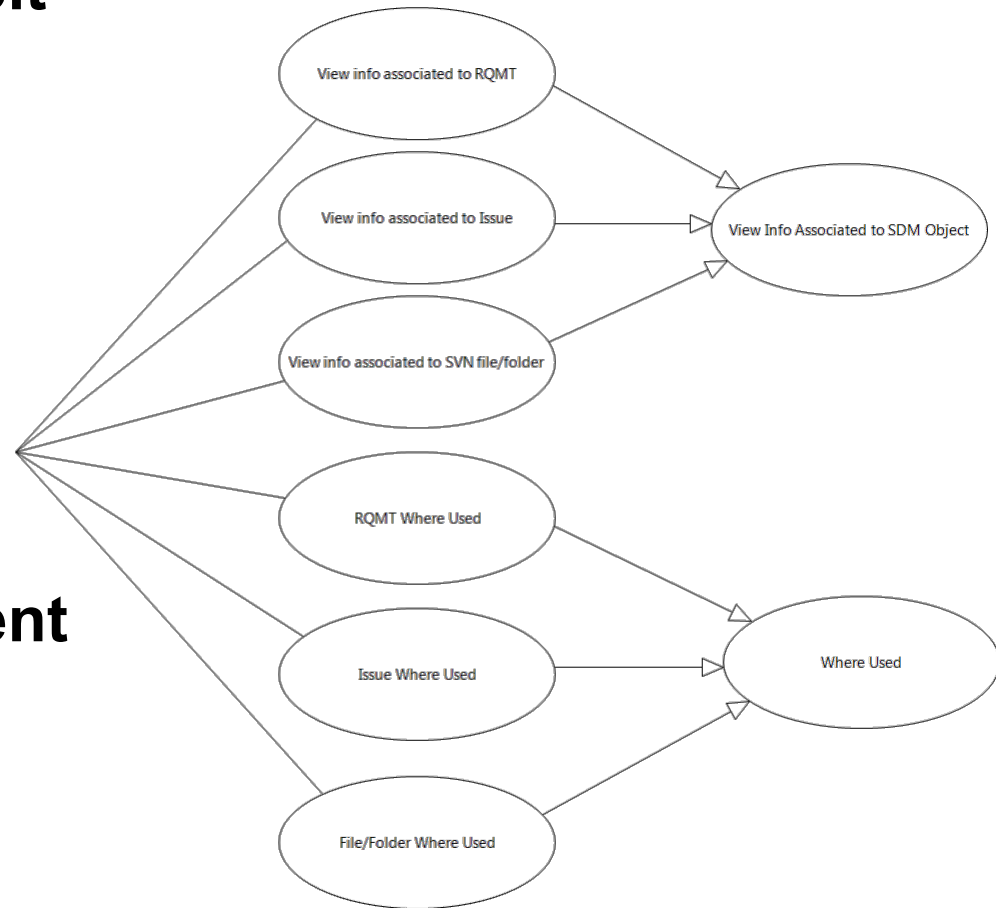 View info associated to RQMT
View info associated to Issue
View Info Associated to SDM Object
View info associated to SVN file/folder
RQMT Where Used
ent
Where Used
Issue Where Used
File/Folder Where Used